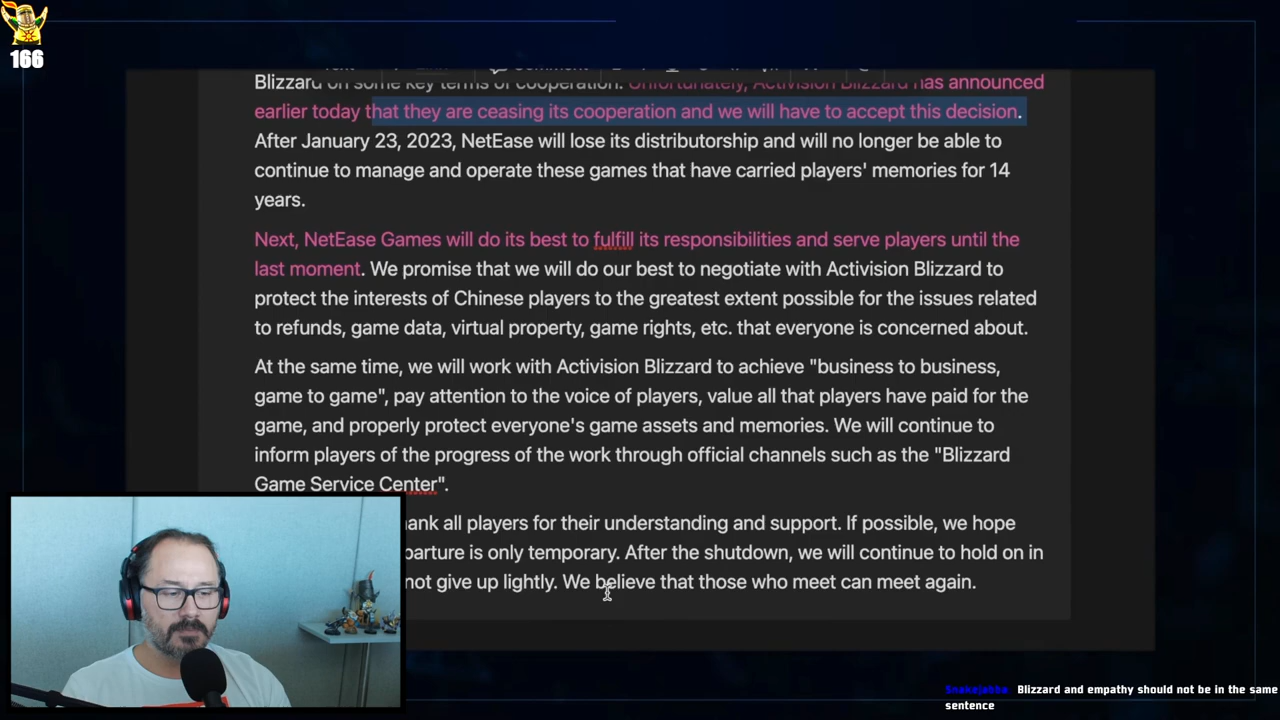 166
Blizzard on some key terms of cooperation. Unfortunately, Activision Blizzard has announced
earlier today that they are ceasing its cooperation and we will have to accept this decision.
After January 23, 2023, NetEase will lose its distributorship and will no longer be able to
continue to manage and operate these games that have carried players' memories for 14
years.
Next, NetEase Games will do its best to fulfill its responsibilities and serve players until the
last moment. We promise that we will do our best to negotiate with Activision Blizzard to
protect the interests of Chinese players to the greatest extent possible for the issues related
to refunds, game data, virtual property, game rights, etc. that everyone is concerned about.
At the same time, we will work with Activision Blizzard to achieve "business to business,
game to game", pay attention to the voice of players, value all that players have paid for the
game, and properly protect everyone's game assets and memories. We will continue to
inform players of the progress of the work through official channels such as the "Blizzard
Game Service Center".
ank all players for their understanding and support. If possible, we hope
parture is only temporary. After the shutdown, we will continue to hold on in
not give up lightly. We believe that those who meet can meet again.
Snakejabba Blizzard and empathy should not be in the same
sentence